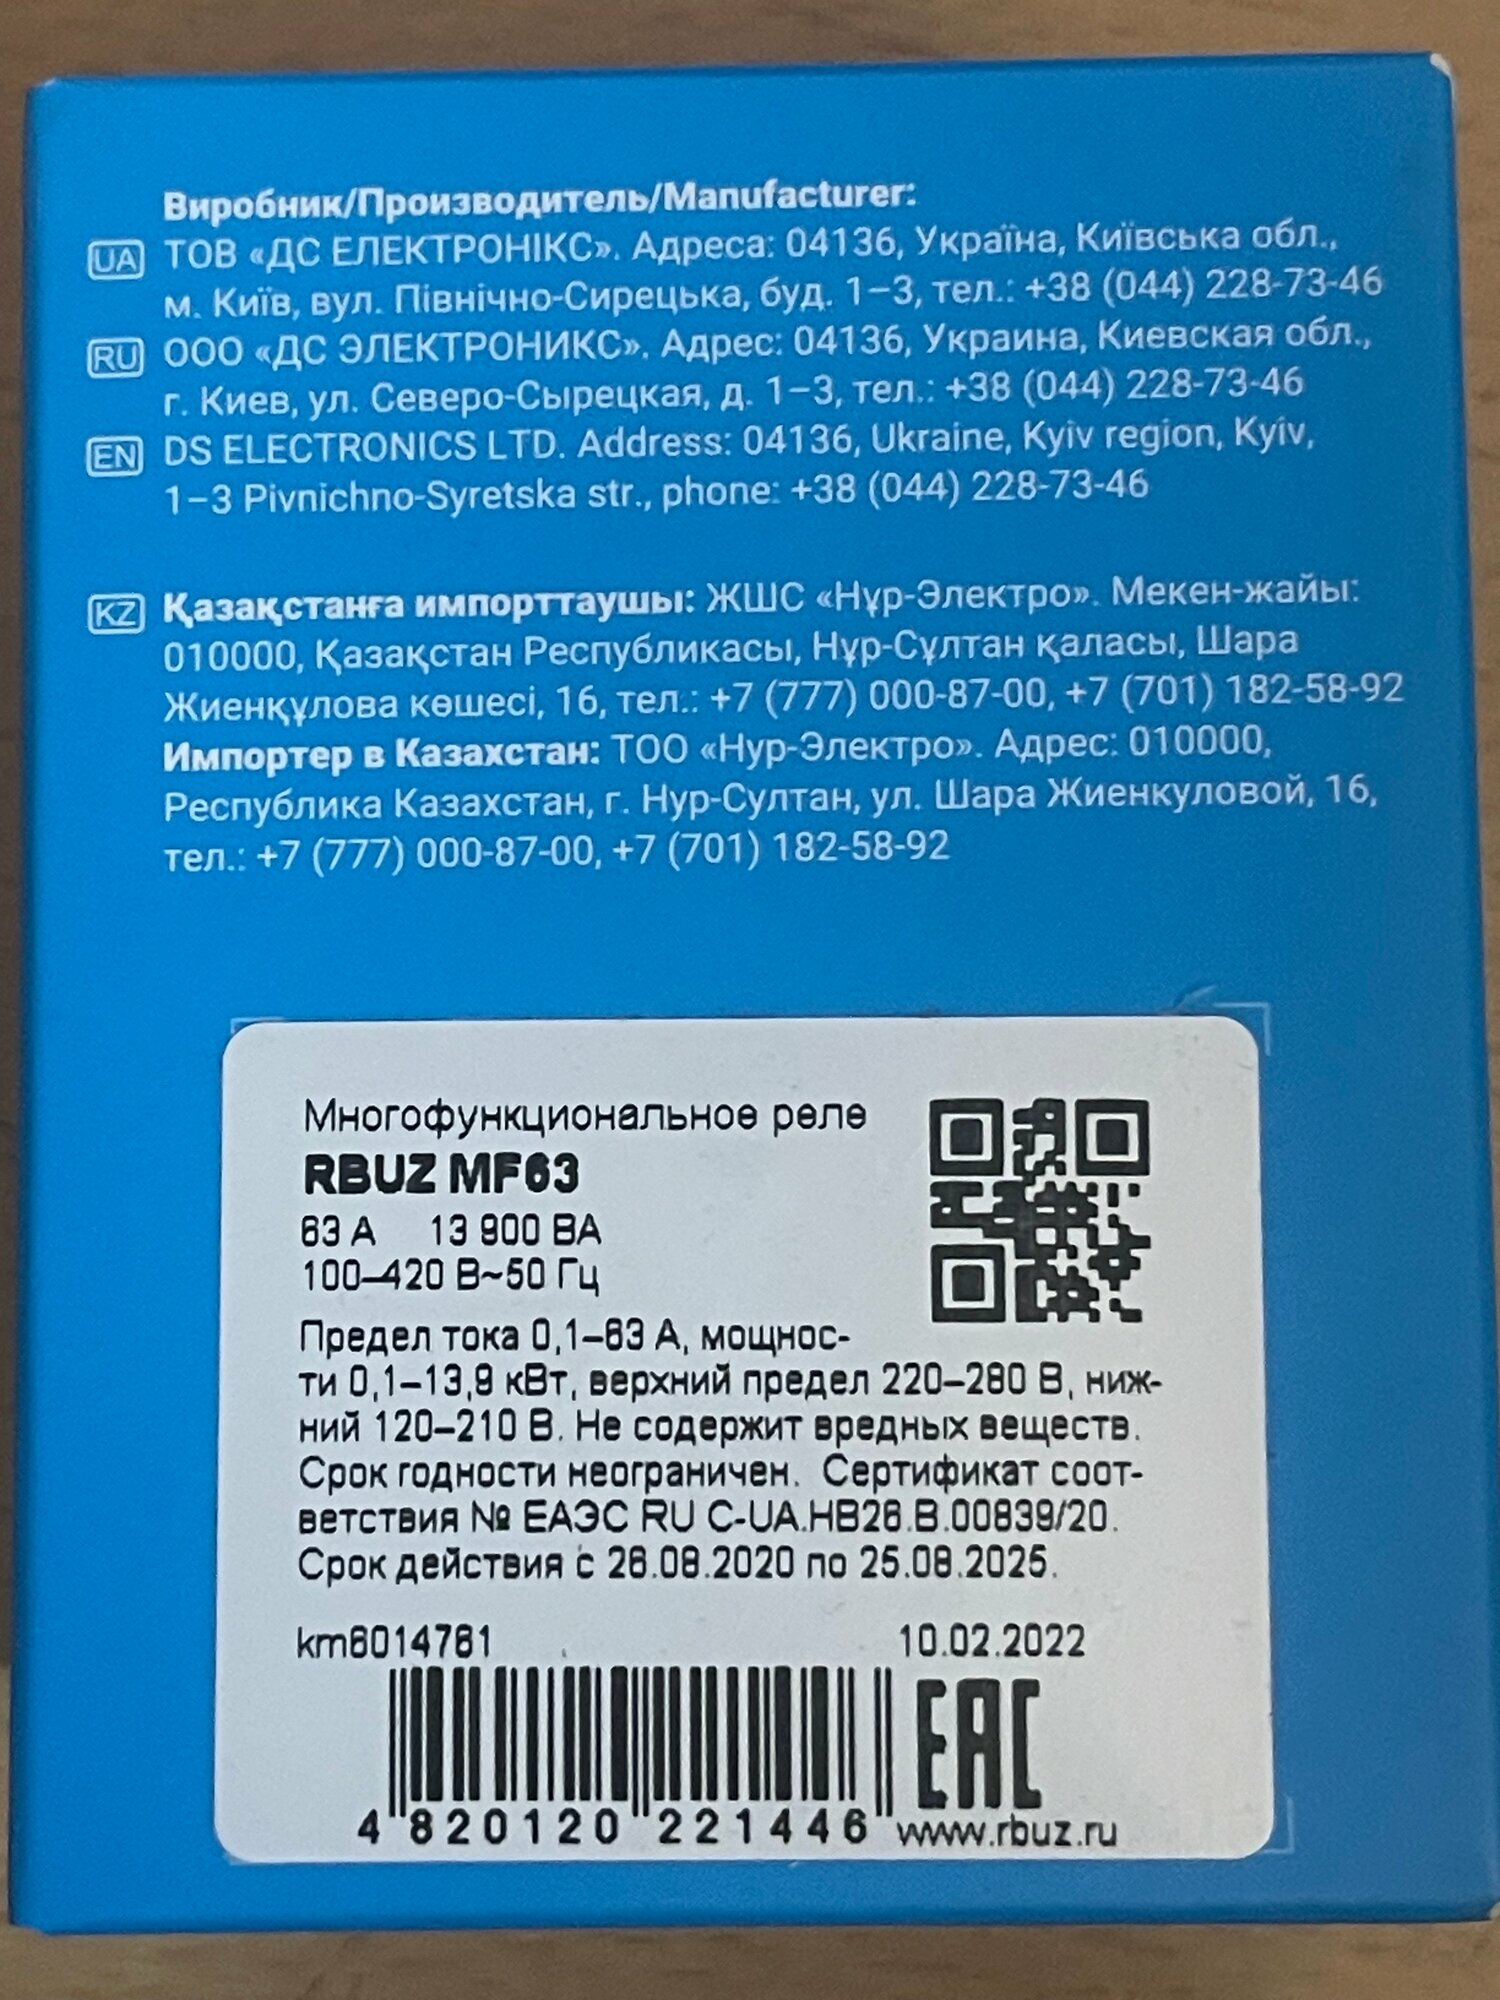 Виробник/Производитель/Manufacturer:
UA ТОВ «ДС ЕЛЕКТРОНІКС». Адреса: 04136, Україна, Київська обл.,
м. Київ, вул. Північно-Сирецька, буд. 1–3, тел.: +38 (044) 228-73-46
RU ООО «ДС ЭЛЕКТРОНИКС». Адрес: 04136, Украина, Киевская обл.,
г. Киев, ул. Северо-Сырецкая, д. 1–3, тел.: +38 (044) 228-73-46
EN DS ELECTRONICS LTD. Address: 04136, Ukraine, Kyiv region, Kyiv,
1–3 Pivnichno-Syretska str., phone: +38 (044) 228-73-46
KZ Қазақстанға импорттаушы: ЖШС «Нұр-Электро». Мекен-жайы:
010000, Қазақстан Республикасы, Нұр-Сұлтан қаласы, Шара
Жиенқұлова көшесі, 16, тел.: +7 (777) 000-87-00, +7 (701) 182-58-92
Импортер в Казахстан: ТОО «Нур-Электро». Адрес: 010000,
Республика Казахстан, г. Нур-Султан, ул. Шара Жиенкуловой, 16,
тел.: +7 (777) 000-87-00, +7 (701) 182-58-92
Многофункциональное реле
RBUZ MF63
63 А 13 900 ВА
100–420 В~50 Гц
Предел тока 0,1–63 А, мощнос-
ти 0,1–13,9 кВт, верхний предел 220–280 В, ниж-
ний 120–210 В. Не содержит вредных веществ.
Срок годности неограничен. Сертификат соот-
ветствия № ЕАЭС RU C-UA.НВ26.В.00839/20.
Срок действия с 26.08.2020 по 25.08.2025.
km6014761 10.02.2022
EAC
4 820120 221446 www.rbuz.ru